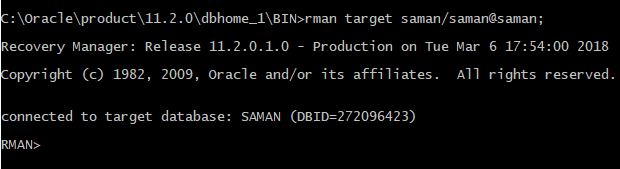 C:\Oracle\product\11.2.0\dbhome_1\BIN>rman target saman/saman@saman;
Recovery Manager: Release 11.2.0.1.0 - Production on Tue Mar 6 17:54:00 2018
Copyright (c) 1982, 2009, Oracle and/or its affiliates.  All rights reserved.
connected to target database: SAMAN (DBID=272096423)
RMAN>